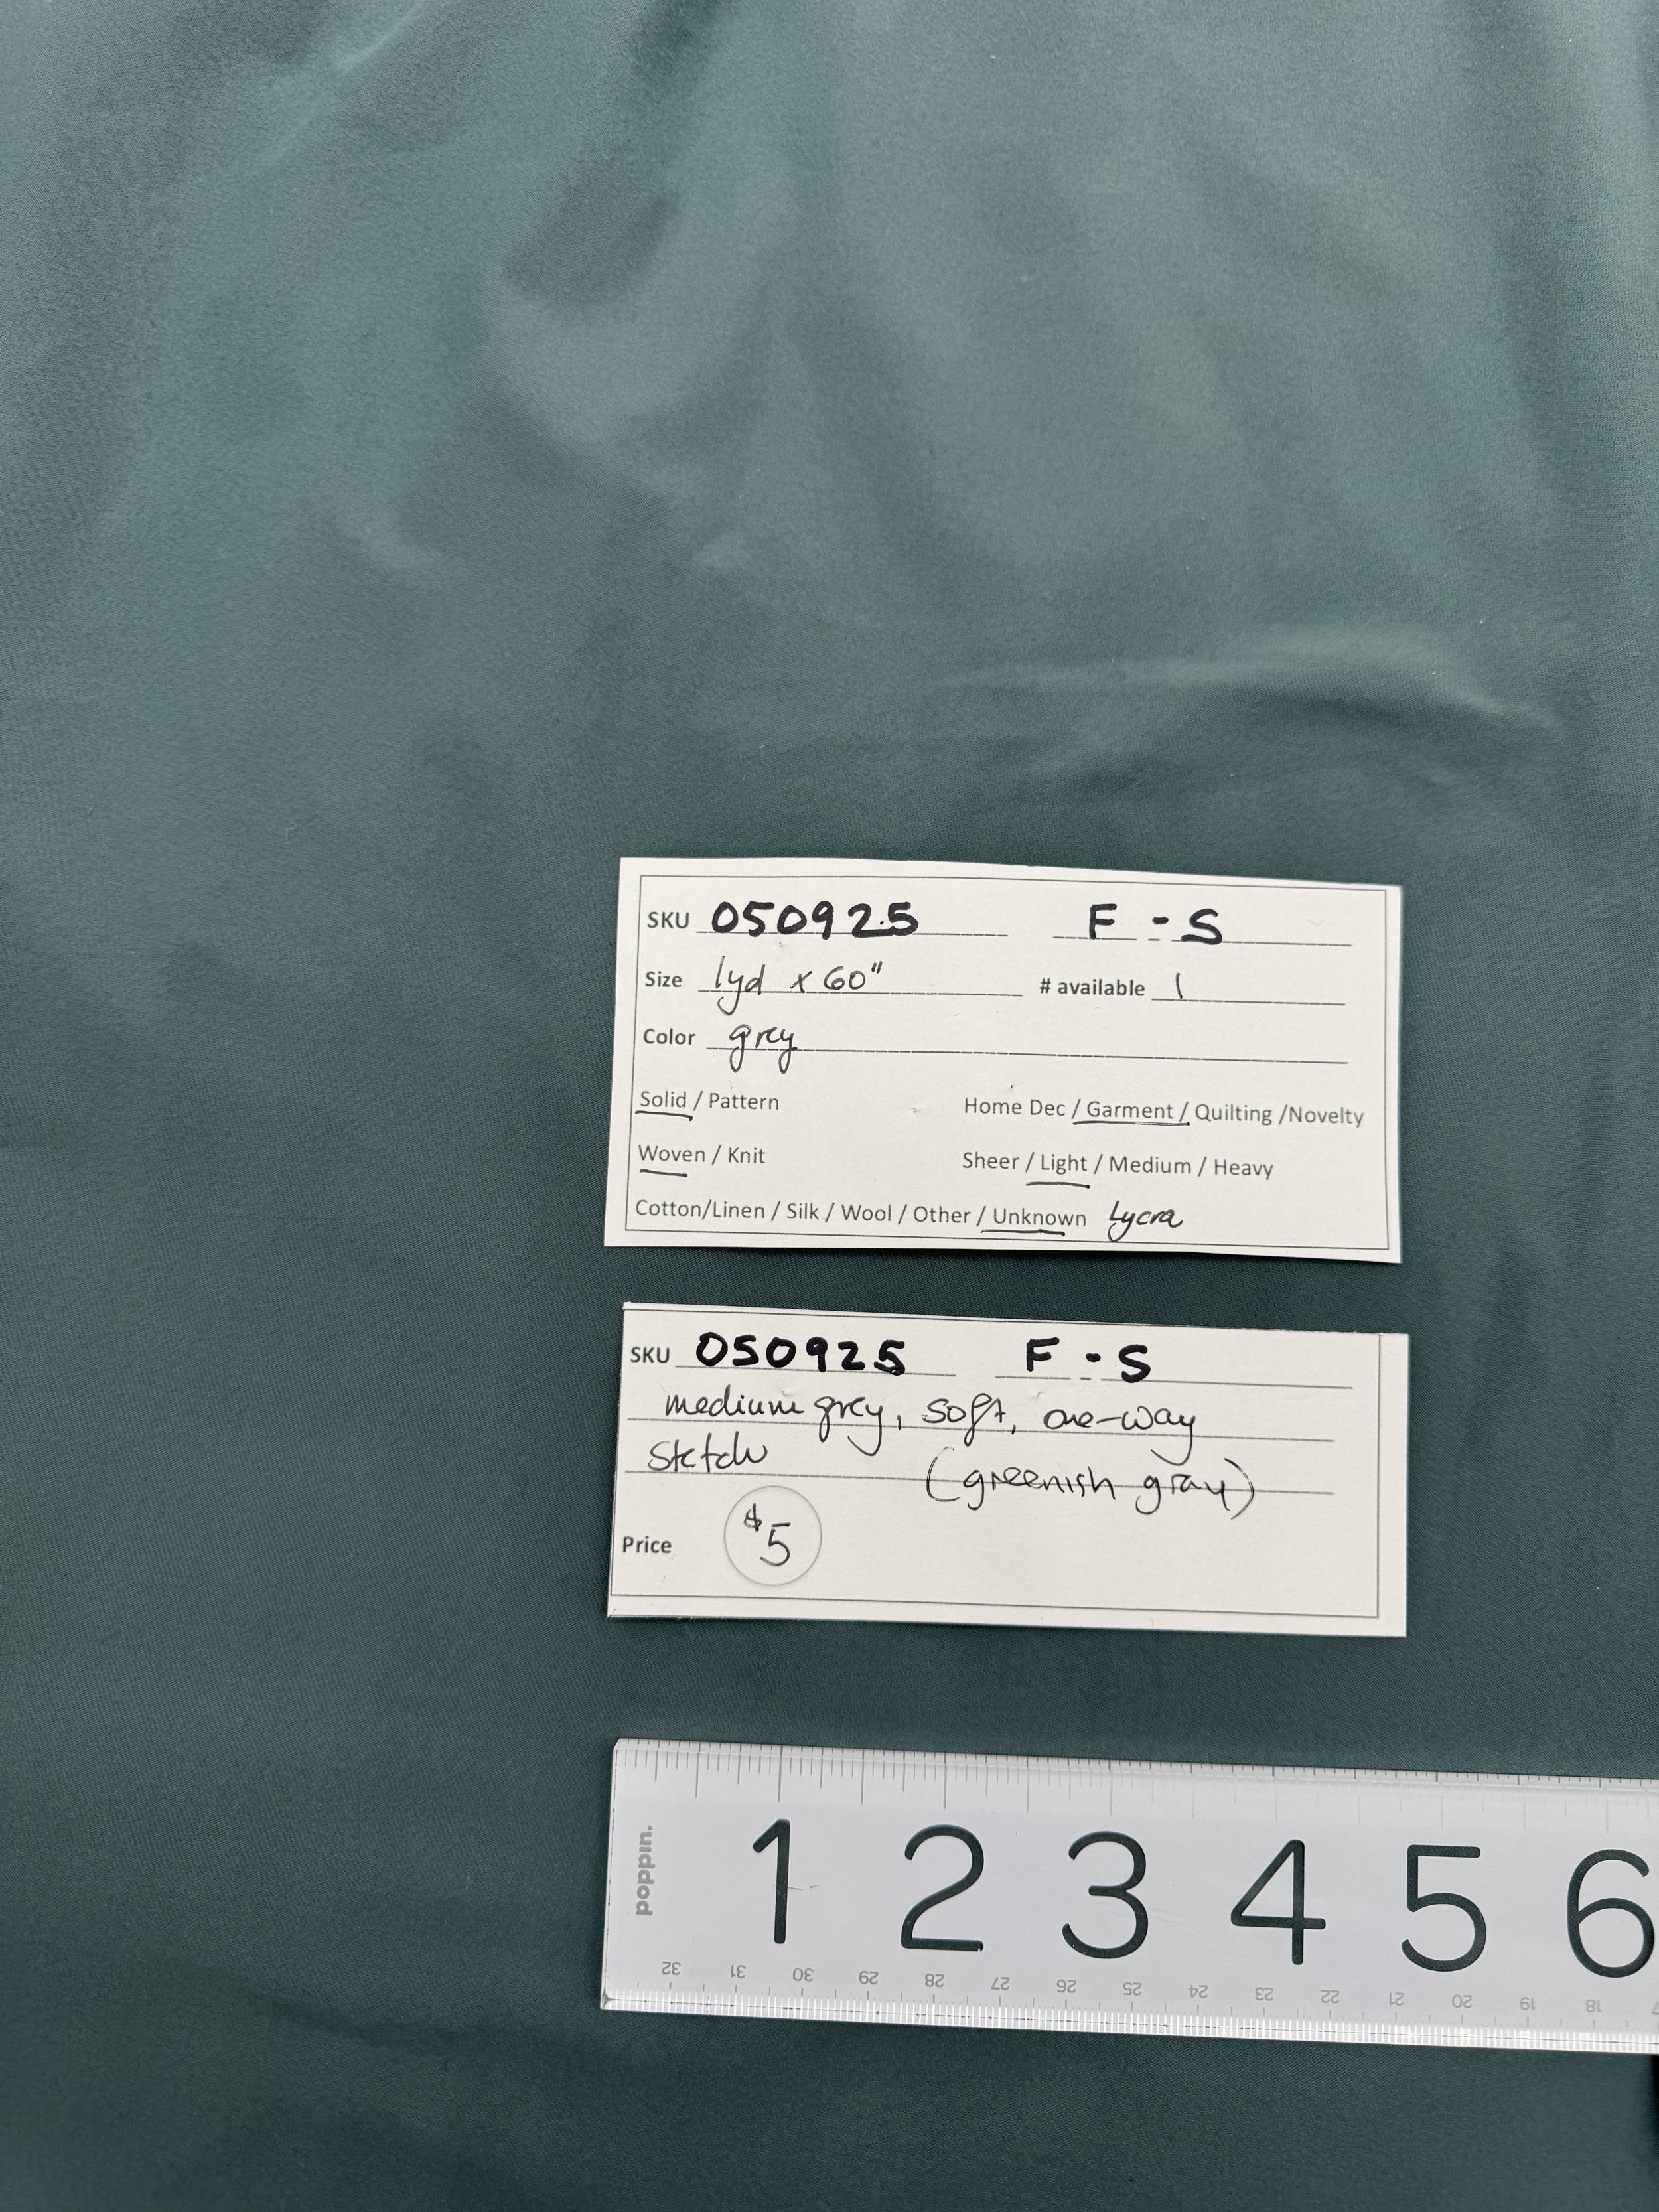 SKU 050925 F - S
Size 1yd x 60" # available 1
Color grey
Solid / Pattern Home Dec / Garment / Quilting /Novelty
Woven / Knit Sheer / Light / Medium / Heavy
Cotton/Linen / Silk / Wool / Other / Unknown Lycra
SKU 050925 F - S
medium grey, soft, one-way
stetch (greenish gray)
Price $5
poppin.
1 2 3 4 5 6
32 31 30 29 28 27 26 25 24 23 22 21 20 19 18